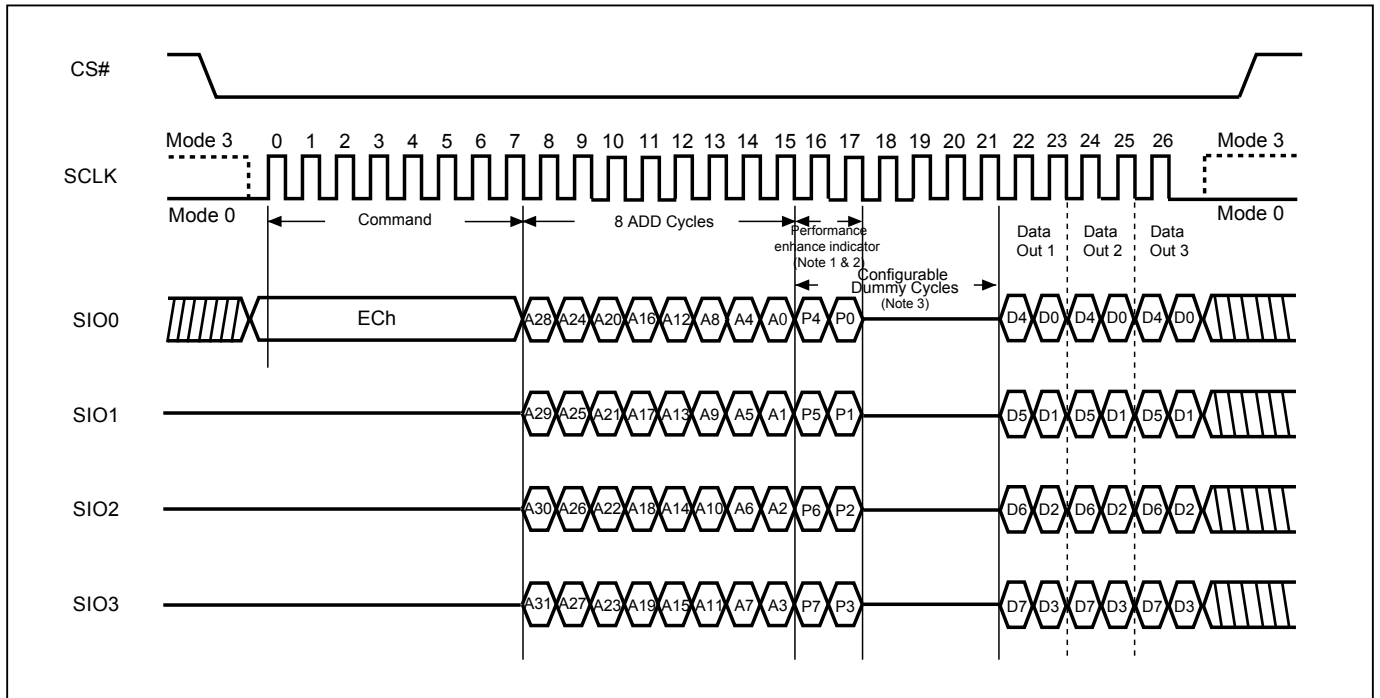 CS#
Mode 3 0 1 2 3 4 5 6 7 8 9 10 11 12 13 14 15 16 17 18 19 20 21 22 23 24 25 26 Mode 3
SCLK
Mode 0 Mode 0
Command 8 ADD Cycles
Performance
enhance indicator
(Note 1 & 2)
Data
Out 1
Data
Out 2
Data
Out 3
Configurable
Dummy Cycles
(Note 3)
SIO0 ECh A28 A24 A20 A16 A12 A8 A4 A0 P4 P0 D4 D0 D4 D0 D4 D0
SIO1 A29 A25 A21 A17 A13 A9 A5 A1 P5 P1 D5 D1 D5 D1 D5 D1
SIO2 A30 A26 A22 A18 A14 A10 A6 A2 P6 P2 D6 D2 D6 D2 D6 D2
SIO3 A31 A27 A23 A19 A15 A11 A7 A3 P7 P3 D7 D3 D7 D3 D7 D3